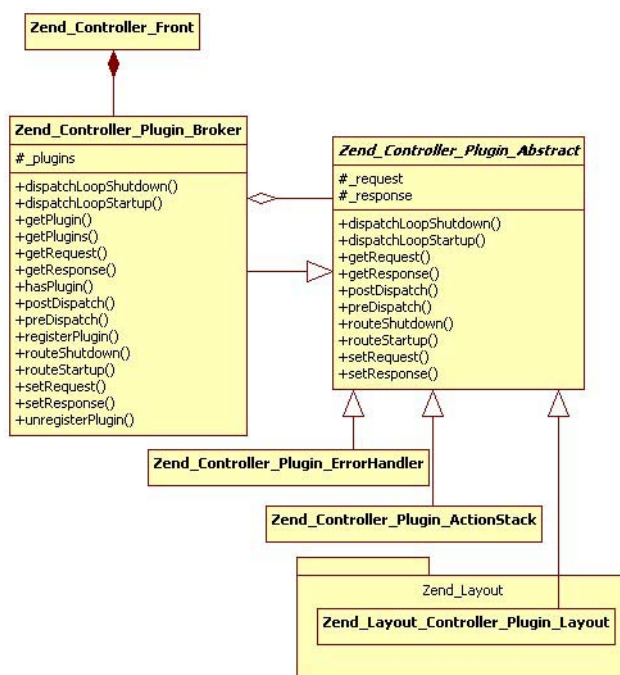 Zend_Controller_Front
Zend_Controller_Plugin_Broker
#_plugins
+dispatchLoopShutdown()
+dispatchLoopStartup()
+getPlugin()
+getPlugins()
+getRequest()
+getResponse()
+hasPlugin()
+postDispatch()
+preDispatch()
+registerPlugin()
+routeShutdown()
+routeStartup()
+setRequest()
+setResponse()
+unregisterPlugin()
Zend_Controller_Plugin_Abstract
#_request
#_response
+dispatchLoopShutdown()
+dispatchLoopStartup()
+getRequest()
+getResponse()
+postDispatch()
+preDispatch()
+routeShutdown()
+routeStartup()
+setRequest()
+setResponse()
Zend_Controller_Plugin_ErrorHandler
Zend_Controller_Plugin_ActionStack
Zend_Layout
Zend_Layout_Controller_Plugin_Layout